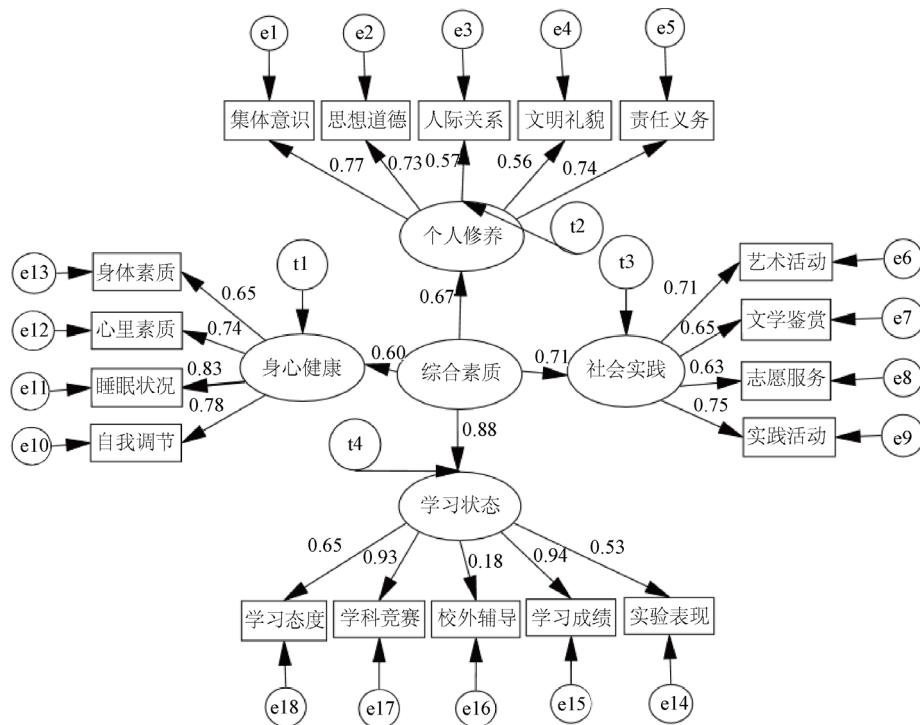 e1 e2 e3 e4 e5
集体意识 思想道德 人际关系 文明礼貌 责任义务
0.77 0.73 0.57 0.56 0.74
个人修养 t2
t1 t3
e13 身体素质 艺术活动 e6
0.65 0.67 0.71
e12 心里素质 0.74 0.65 文学鉴赏 e7
身心健康 0.60 综合素质 0.71 社会实践
e11 睡眠状况 0.83 0.63 志愿服务 e8
0.78 0.75
e10 自我调节 实践活动 e9
t4 0.88
学习状态
0.65 0.93 0.18 0.94 0.53
学习态度 学科竞赛 校外辅导 学习成绩 实验表现
e18 e17 e16 e15 e14